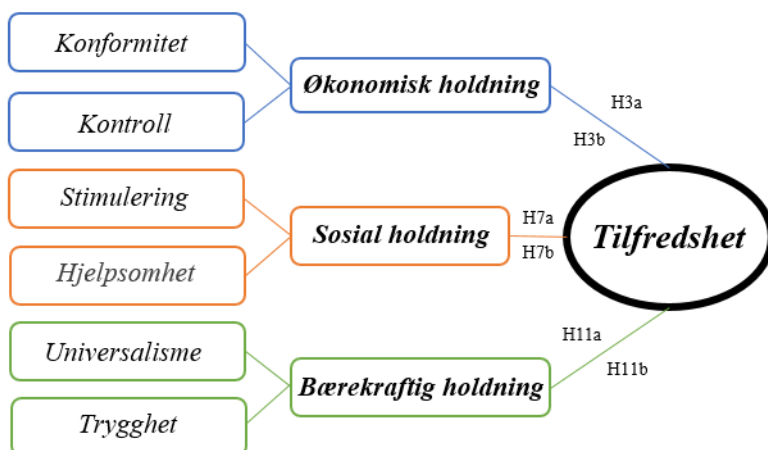 Konformitet
Kontroll
Økonomisk holdning
H3a
H3b
Stimulering
Hjelpsomhet
Sosial holdning
H7a
H7b
Tilfredshet
Universalisme
Trygghet
Bærekraftig holdning
H11a
H11b